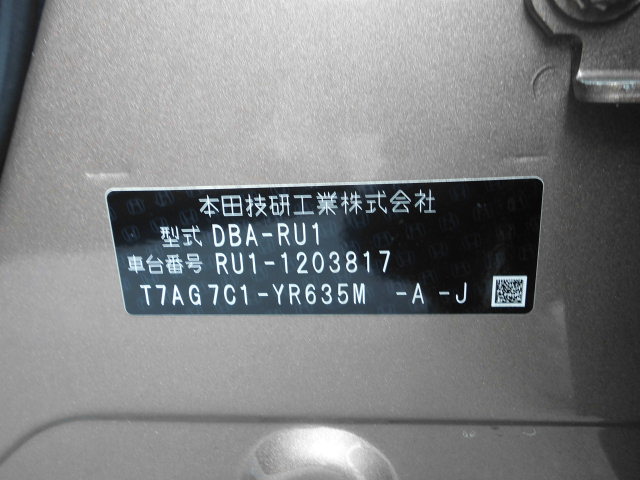 本田技研工業株式会社
型式 DBA-RU1
車台番号 RU1-1203817
T7AG7C1-YR635M -A -J